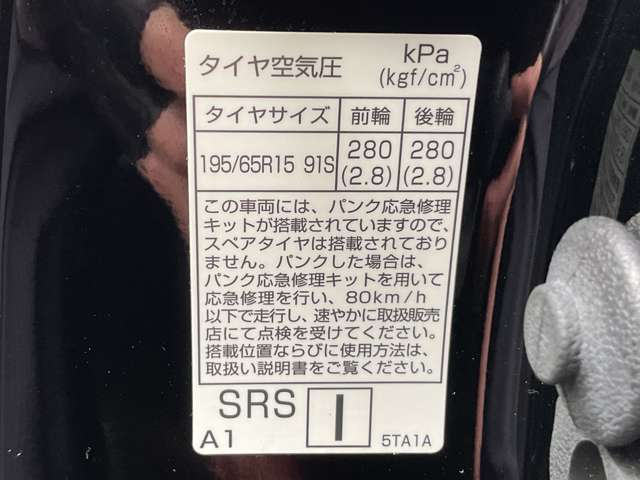 タイヤ空気圧 kPa
(kgf/cm²)
タイヤサイズ 前輪 後輪
195/65R15 91S 280 280
(2.8) (2.8)
この車両には、パンク応急修理
キットが搭載されていますので、
スペアタイヤは搭載されており
ません。パンクした場合は、
パンク応急修理キットを用いて
応急修理を行い、80km/h
以下で走行し、速やかに取扱販売
店にて点検を受けてください。
搭載位置ならびに使用方法は、
取扱い説明書をご覧ください。
SRS I
A1 5TA1A